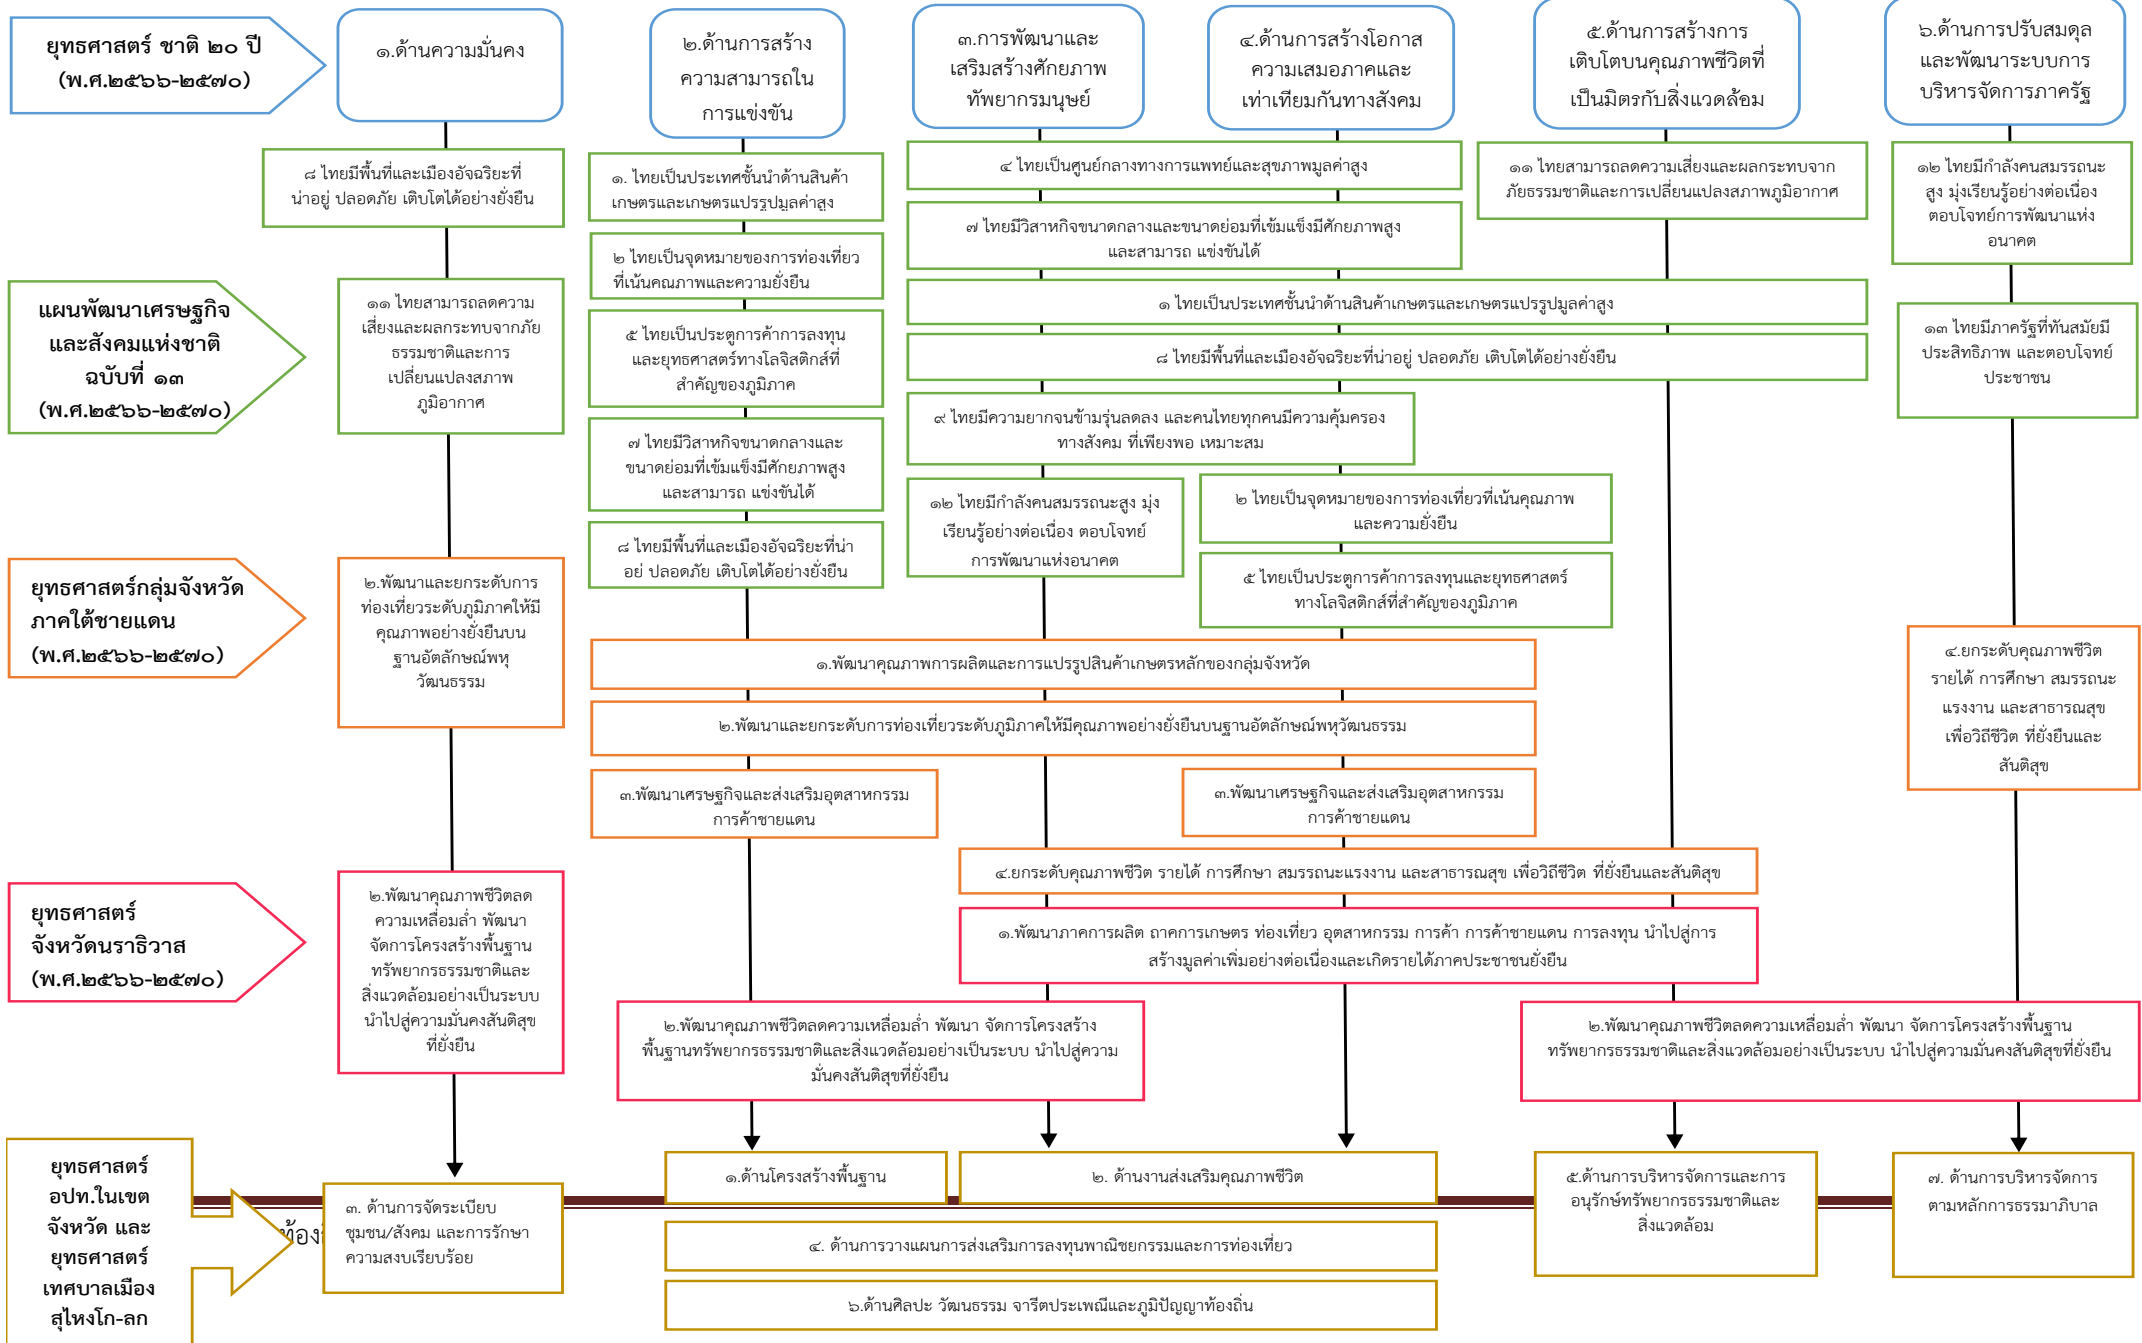 ยุทธศาสตร์ ชาติ ๒๐ ปี
(พ.ศ.๒๕๖๖-๒๕๗๐)
๑.ด้านความมั่นคง
๒.ด้านการสร้าง
ความสามารถใน
การแข่งขัน
๓.การพัฒนาและ
เสริมสร้างศักยภาพ
ทัพยากรมนุษย์
๔.ด้านการสร้างโอกาส
ความเสมอภาคและ
เท่าเทียมกันทางสังคม
๕.ด้านการสร้างการ
เติบโตบนคุณภาพชีวิตที่
เป็นมิตรกับสิ่งแวดล้อม
๖.ด้านการปรับสมดุล
และพัฒนาระบบการ
บริหารจัดการภาครัฐ
แผนพัฒนาเศรษฐกิจ
และสังคมแห่งชาติ
ฉบับที่ ๑๓
(พ.ศ.๒๕๖๖-๒๕๗๐)
๘ ไทยมีพื้นที่และเมืองอัจฉริยะที่
น่าอยู่ ปลอดภัย เติบโตได้อย่างยั่งยืน
๑๑ ไทยสามารถลดความ
เสี่ยงและผลกระทบจากภัย
ธรรมชาติและการ
เปลี่ยนแปลงสภาพ
ภูมิอากาศ
๑. ไทยเป็นประเทศชั้นนำด้านสินค้า
เกษตรและเกษตรแปรรูปมูลค่าสูง
๒ ไทยเป็นจุดหมายของการท่องเที่ยว
ที่เน้นคุณภาพและความยั่งยืน
๕ ไทยเป็นประตูการค้าการลงทุน
และยุทธศาสตร์ทางโลจิสติกส์ที่
สำคัญของภูมิภาค
๗ ไทยมีวิสาหกิจขนาดกลางและ
ขนาดย่อมที่เข้มแข็งมีศักยภาพสูง
และสามารถ แข่งขันได้
๘ ไทยมีพื้นที่และเมืองอัจฉริยะที่น่า
อยู่ ปลอดภัย เติบโตได้อย่างยั่งยืน
๔ ไทยเป็นศูนย์กลางทางการแพทย์และสุขภาพมูลค่าสูง
๗ ไทยมีวิสาหกิจขนาดกลางและขนาดย่อมที่เข้มแข็งมีศักยภาพสูง
และสามารถ แข่งขันได้
๑ ไทยเป็นประเทศชั้นนำด้านสินค้าเกษตรและเกษตรแปรรูปมูลค่าสูง
๘ ไทยมีพื้นที่และเมืองอัจฉริยะที่น่าอยู่ ปลอดภัย เติบโตได้อย่างยั่งยืน
๙ ไทยมีความยากจนข้ามรุ่นลดลง และคนไทยทุกคนมีความคุ้มครอง
ทางสังคม ที่เพียงพอ เหมาะสม
๑๒ ไทยมีกำลังคนสมรรถนะสูง มุ่ง
เรียนรู้อย่างต่อเนื่อง ตอบโจทย์
การพัฒนาแห่งอนาคต
๒ ไทยเป็นจุดหมายของการท่องเที่ยวที่เน้นคุณภาพ
และความยั่งยืน
๕ ไทยเป็นประตูการค้าการลงทุนและยุทธศาสตร์
ทางโลจิสติกส์ที่สำคัญของภูมิภาค
๑๑ ไทยสามารถลดความเสี่ยงและผลกระทบจาก
ภัยธรรมชาติและการเปลี่ยนแปลงสภาพภูมิอากาศ
๑๒ ไทยมีกำลังคนสมรรถนะ
สูง มุ่งเรียนรู้อย่างต่อเนื่อง
ตอบโจทย์การพัฒนาแห่ง
อนาคต
๑๓ ไทยมีภาครัฐที่ทันสมัยมี
ประสิทธิภาพ และตอบโจทย์
ประชาชน
ยุทธศาสตร์กลุ่มจังหวัด
ภาคใต้ชายแดน
(พ.ศ.๒๕๖๖-๒๕๗๐)
๒.พัฒนาและยกระดับการ
ท่องเที่ยวระดับภูมิภาคให้มี
คุณภาพอย่างยั่งยืนบน
ฐานอัตลักษณ์พหุ
วัฒนธรรม
๑.พัฒนาคุณภาพการผลิตและการแปรรูปสินค้าเกษตรหลักของกลุ่มจังหวัด
๒.พัฒนาและยกระดับการท่องเที่ยวระดับภูมิภาคให้มีคุณภาพอย่างยั่งยืนบนฐานอัตลักษณ์พหุวัฒนธรรม
๓.พัฒนาเศรษฐกิจและส่งเสริมอุตสาหกรรม
การค้าชายแดน
๓.พัฒนาเศรษฐกิจและส่งเสริมอุตสาหกรรม
การค้าชายแดน
๔.ยกระดับคุณภาพชีวิต รายได้ การศึกษา สมรรถนะแรงงาน และสาธารณสุข เพื่อวิถีชีวิต ที่ยั่งยืนและสันติสุข
๔.ยกระดับคุณภาพชีวิต
รายได้ การศึกษา สมรรถนะ
แรงงาน และสาธารณสุข
เพื่อวิถีชีวิต ที่ยั่งยืนและ
สันติสุข
ยุทธศาสตร์
จังหวัดนราธิวาส
(พ.ศ.๒๕๖๖-๒๕๗๐)
๒.พัฒนาคุณภาพชีวิตลด
ความเหลื่อมล้ำ พัฒนา
จัดการโครงสร้างพื้นฐาน
ทรัพยากรธรรมชาติและ
สิ่งแวดล้อมอย่างเป็นระบบ
นำไปสู่ความมั่นคงสันติสุข
ที่ยั่งยืน
๑.พัฒนาภาคการผลิต ถาคการเกษตร ท่องเที่ยว อุตสาหกรรม การค้า การค้าชายแดน การลงทุน นำไปสู่การ
สร้างมูลค่าเพิ่มอย่างต่อเนื่องและเกิดรายได้ภาคประชาชนยั่งยืน
๒.พัฒนาคุณภาพชีวิตลดความเหลื่อมล้ำ พัฒนา จัดการโครงสร้าง
พื้นฐานทรัพยากรธรรมชาติและสิ่งแวดล้อมอย่างเป็นระบบ นำไปสู่ความ
มั่นคงสันติสุขที่ยั่งยืน
๒.พัฒนาคุณภาพชีวิตลดความเหลื่อมล้ำ พัฒนา จัดการโครงสร้างพื้นฐาน
ทรัพยากรธรรมชาติและสิ่งแวดล้อมอย่างเป็นระบบ นำไปสู่ความมั่นคงสันติสุขที่ยั่งยืน
ยุทธศาสตร์
อปท.ในเขต
จังหวัด และ
ยุทธศาสตร์
เทศบาลเมือง
สุไหงโก-ลก
๓. ด้านการจัดระเบียบ
ชุมชน/สังคม และการรักษา
ความสงบเรียบร้อย
๑.ด้านโครงสร้างพื้นฐาน
๒. ด้านงานส่งเสริมคุณภาพชีวิต
๔. ด้านการวางแผนการส่งเสริมการลงทุนพาณิชยกรรมและการท่องเที่ยว
๖.ด้านศิลปะ วัฒนธรรม จารีตประเพณีและภูมิปัญญาท้องถิ่น
๕.ด้านการบริหารจัดการและการ
อนุรักษ์ทรัพยากรธรรมชาติและ
สิ่งแวดล้อม
๗. ด้านการบริหารจัดการ
ตามหลักการธรรมาภิบาล